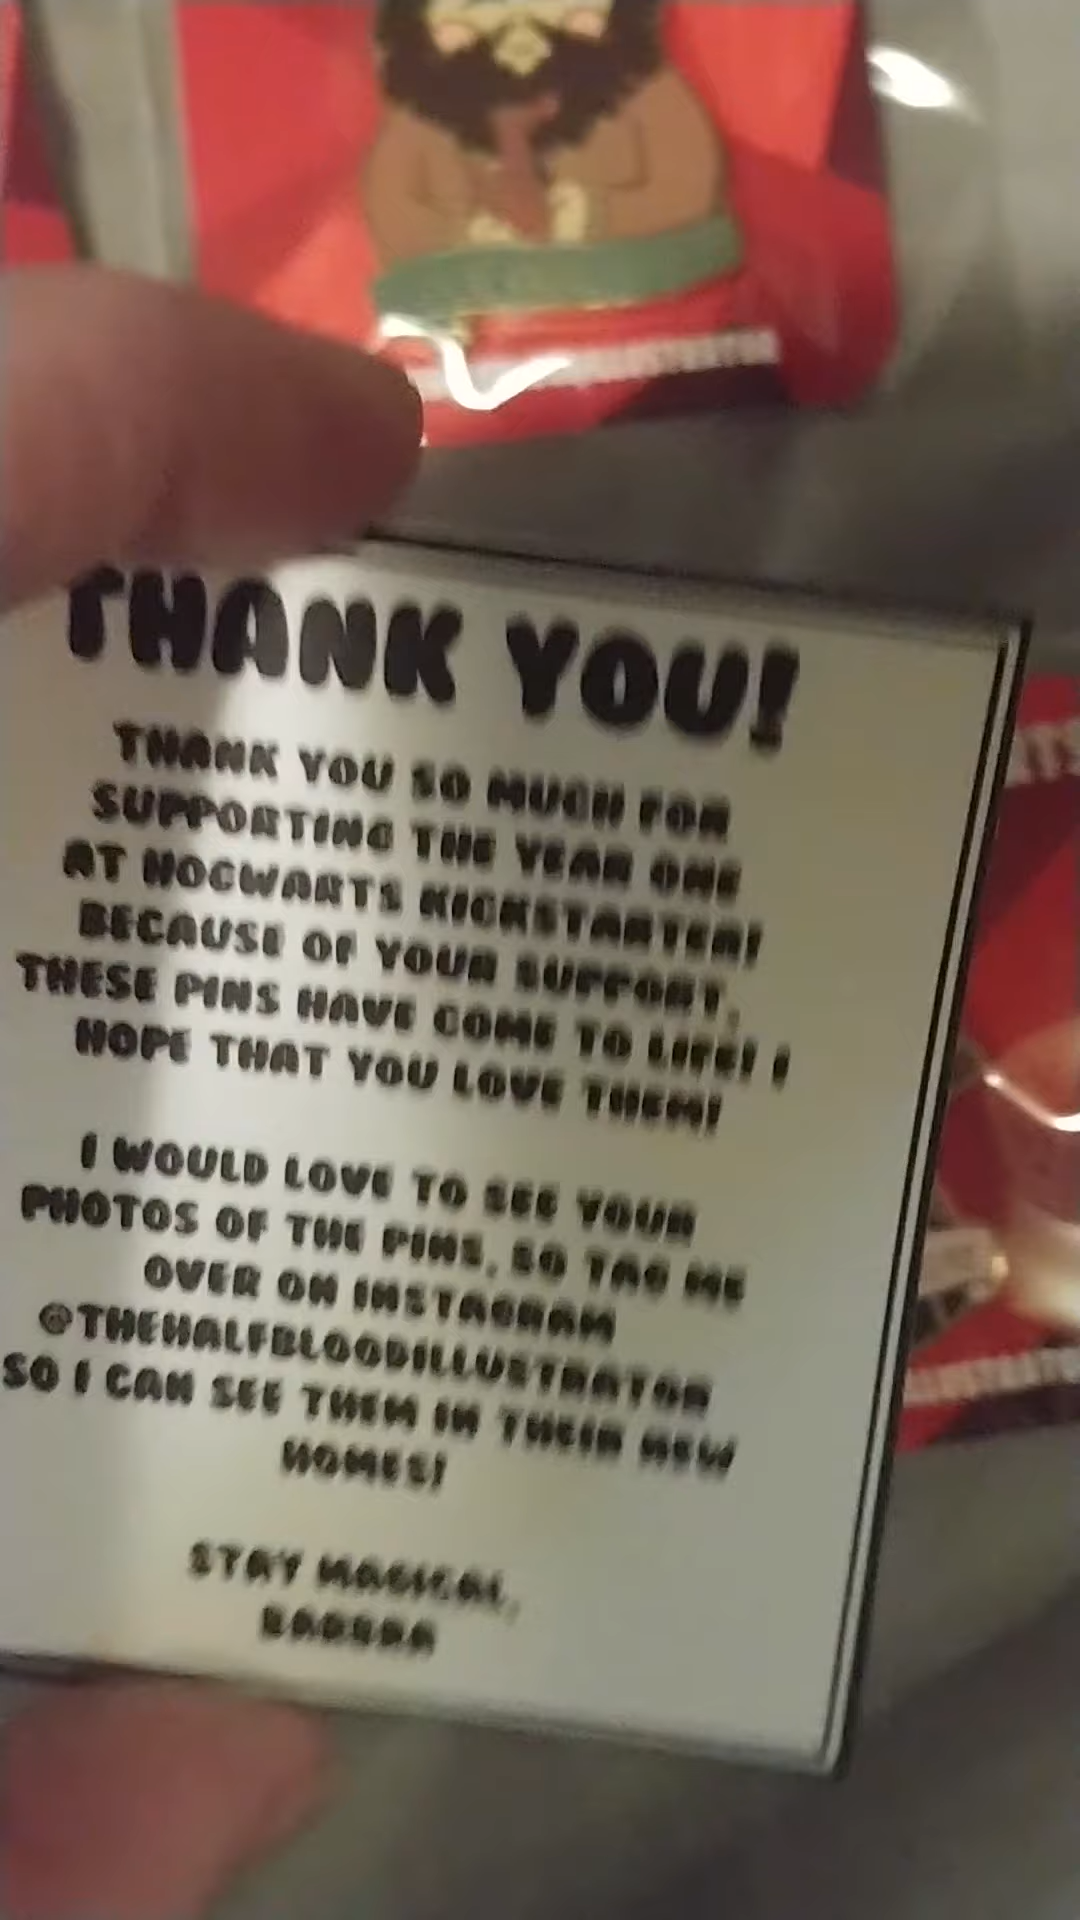 ILLUSTRATOR
THANK YOU!
THANK YOU SO MUCH FOR
SUPPORTING THE YEAR ONE
AT HOGWARTS KICKSTARTER!
BECAUSE OF YOUR SUPPORT,
THESE PINS HAVE COME TO LIFE! I
HOPE THAT YOU LOVE THEM!
I WOULD LOVE TO SEE YOUR
PHOTOS OF THE PINS, SO TAG ME
OVER ON INSTAGRAM
@THEHALFBLOODILLUSTRATOR
SO I CAN SEE THEM IN THEIR NEW
HOMES!
STAY MAGICAL,